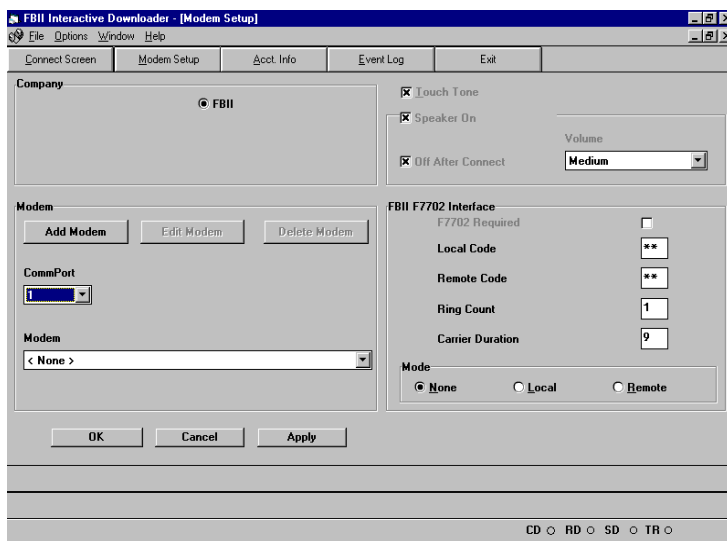 FBII Interactive Downloader - [Modem Setup]
File Options Window Help
Connect Screen Modem Setup Acct. Info Event Log Exit
Company
FBII
Touch Tone
Speaker On
Volume
Off After Connect
Medium
Modem
Add Modem Edit Modem Delete Modem
CommPort
1
Modem
< None >
FBII F7702 Interface
F7702 Required
Local Code **
Remote Code **
Ring Count 1
Carrier Duration 9
Mode
None Local Remote
OK Cancel Apply
CD RD SD TR